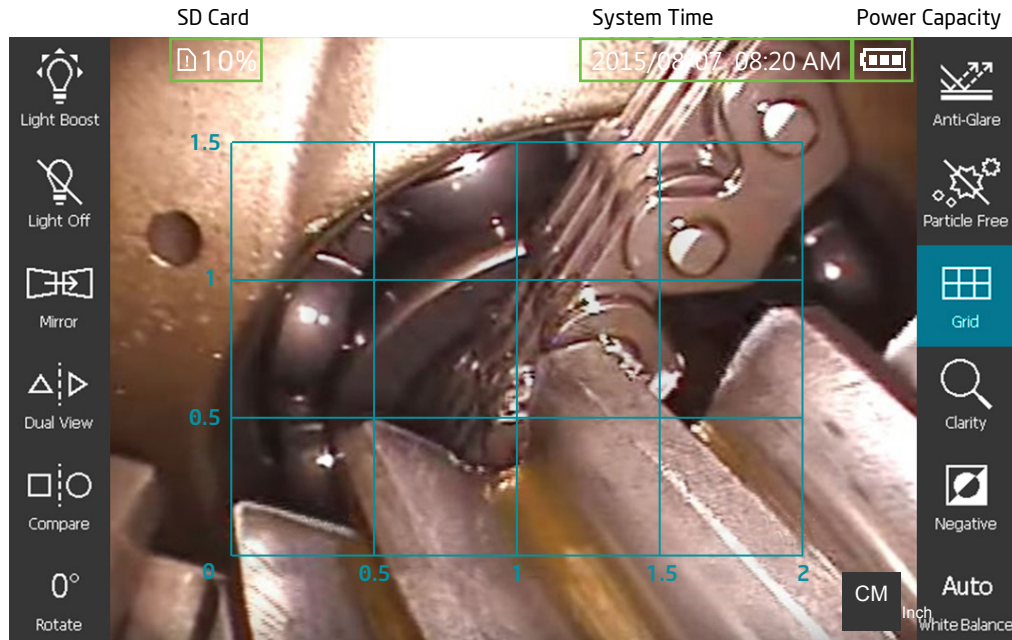 SD Card System Time Power Capacity
10% 2015/08/07 08:20 AM
Light Boost
Light Off
Mirror
Dual View
Compare
0°
Rotate
1.5
1
0.5
0 0.5 1 1.5 2
CM
Inch
Anti-Glare
Particle Free
Grid
Clarity
Negative
Auto
White Balance